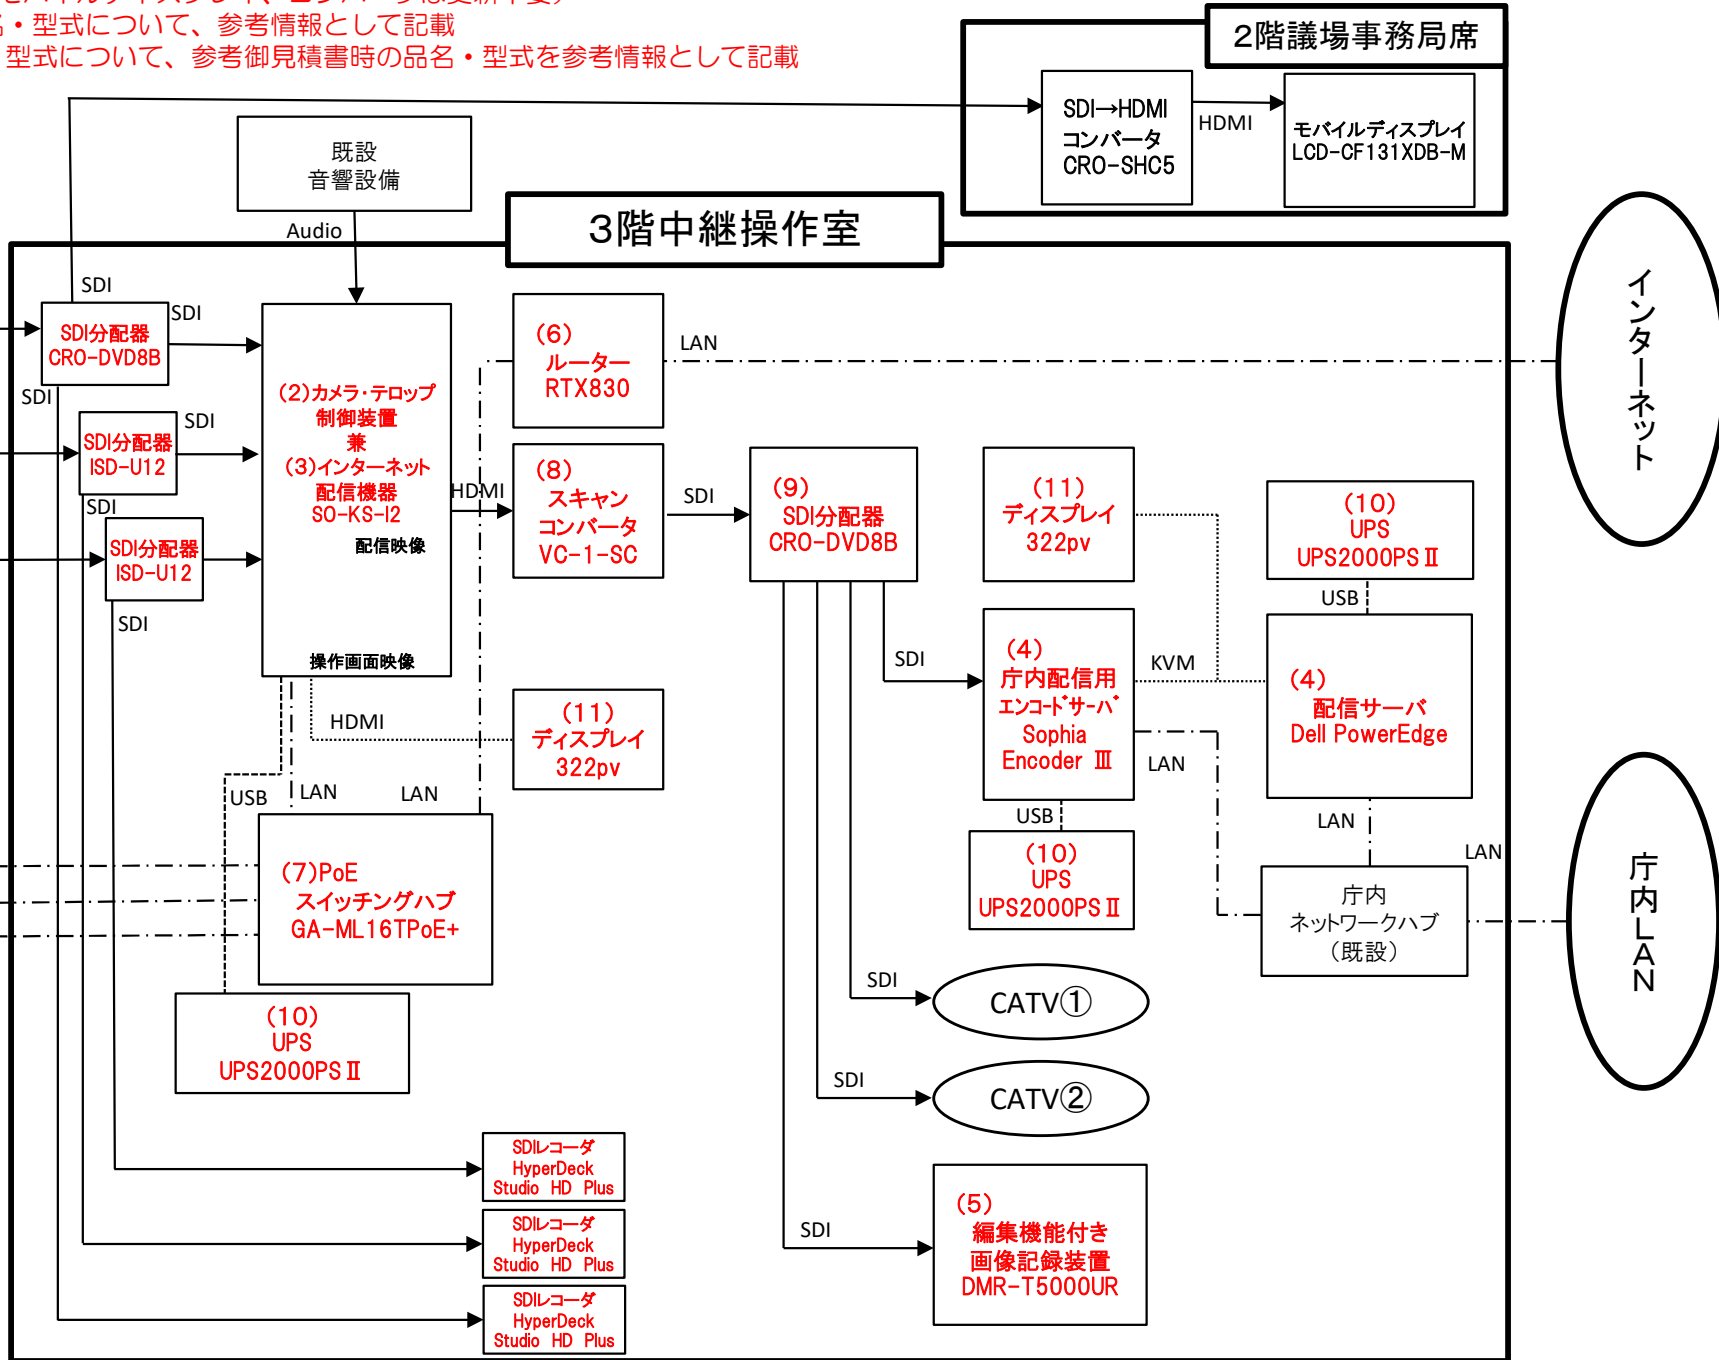 ・型式について、参考情報として記載
型式について、参考御見積書時の品名・型式を参考情報として記載
2階議場事務局席
SDI→HDMI
コンバータ
CRO-SHC5
HDMI
モバイルディスプレイ
LCD-CF131XDB-M
既設
音響設備
Audio
3階中継操作室
インターネット
SDI
SDI分配器
CRO-DVD8B
SDI
SDI
SDI分配器
ISD-U12
SDI
SDI
SDI分配器
ISD-U12
SDI
(2)カメラ・テロップ
制御装置
兼
(3)インターネット
配信機器
SO-KS-I2
配信映像
操作画面映像
HDMI
(6)
ルーター
RTX830
LAN
(8)
スキャン
コンバータ
VC-1-SC
SDI
(9)
SDI分配器
CRO-DVD8B
(11)
ディスプレイ
322pv
(10)
UPS
UPS2000PSⅡ
USB
SDI
(4)
庁内配信用
エンコードサーバ
Sophia
Encoder Ⅲ
KVM
(4)
配信サーバ
Dell PowerEdge
LAN
HDMI
(11)
ディスプレイ
322pv
USB
LAN
LAN
(7)PoE
スイッチングハブ
GA-ML16TPoE+
USB
(10)
UPS
UPS2000PSⅡ
LAN
庁内
ネットワークハブ
(既設)
LAN
庁内LAN
(10)
UPS
UPS2000PSⅡ
SDI
CATV①
SDI
CATV②
SDIレコーダ
HyperDeck
Studio HD Plus
SDIレコーダ
HyperDeck
Studio HD Plus
SDIレコーダ
HyperDeck
Studio HD Plus
SDI
(5)
編集機能付き
画像記録装置
DMR-T5000UR